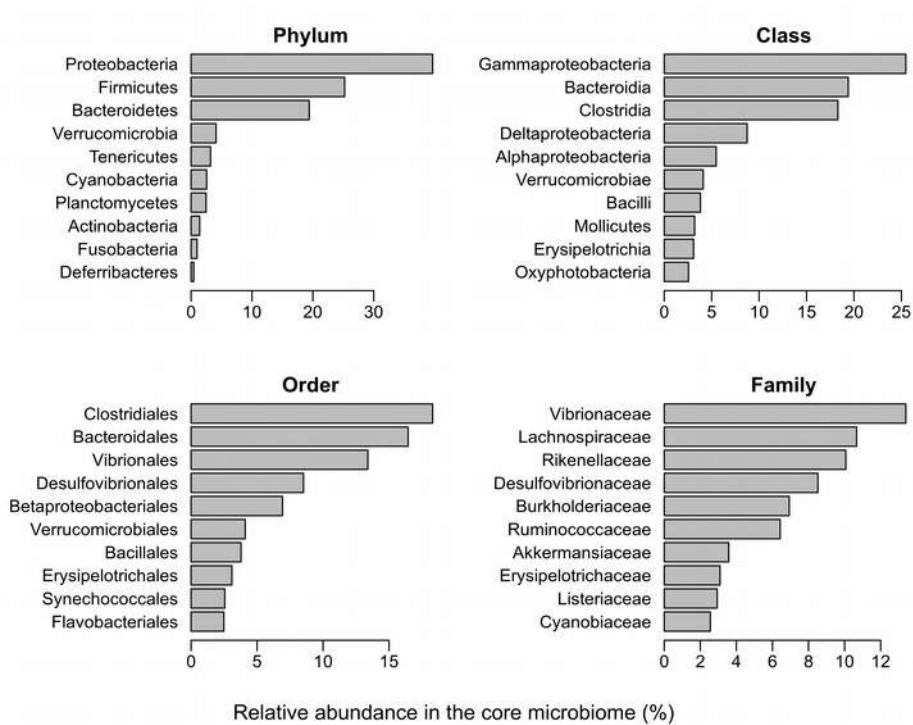 Phylum
Proteobacteria
Firmicutes
Bacteroidetes
Verrucomicrobia
Tenericutes
Cyanobacteria
Planctomycetes
Actinobacteria
Fusobacteria
Deferribacteres
0 10 20 30
Class
Gammaproteobacteria
Bacteroidia
Clostridia
Deltaproteobacteria
Alphaproteobacteria
Verrucomicrobiae
Bacilli
Mollicutes
Erysipelotrichia
Oxyphotobacteria
0 5 10 15 20 25
Order
Clostridiales
Bacteroidales
Vibrionales
Desulfovibrionales
Betaproteobacteriales
Verrucomicrobiales
Bacillales
Erysipelotrichales
Synechococcales
Flavobacteriales
0 5 10 15
Family
Vibrionaceae
Lachnospiraceae
Rikenellaceae
Desulfovibrionaceae
Burkholderiaceae
Ruminococcaceae
Akkermansiaceae
Erysipelotrichaceae
Listeriaceae
Cyanobiaceae
0 2 4 6 8 10 12
Relative abundance in the core microbiome (%)